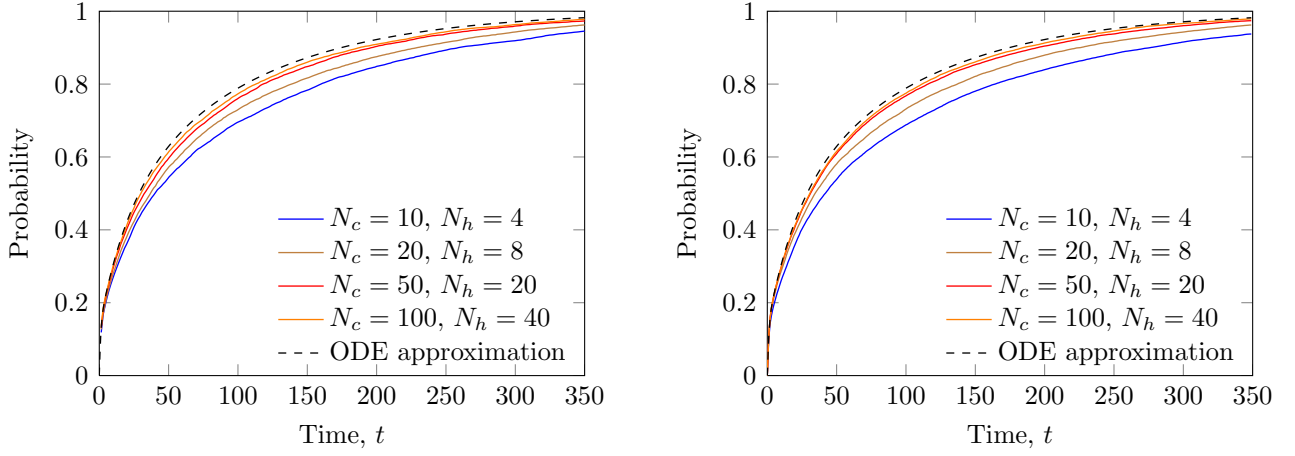 1
0.8
0.6
0.4
0.2
0
Probability
N_c = 10, N_h = 4
N_c = 20, N_h = 8
N_c = 50, N_h = 20
N_c = 100, N_h = 40
ODE approximation
0 50 100 150 200 250 300 350
Time, t
1
0.8
0.6
0.4
0.2
0
Probability
N_c = 10, N_h = 4
N_c = 20, N_h = 8
N_c = 50, N_h = 20
N_c = 100, N_h = 40
ODE approximation
0 50 100 150 200 250 300 350
Time, t